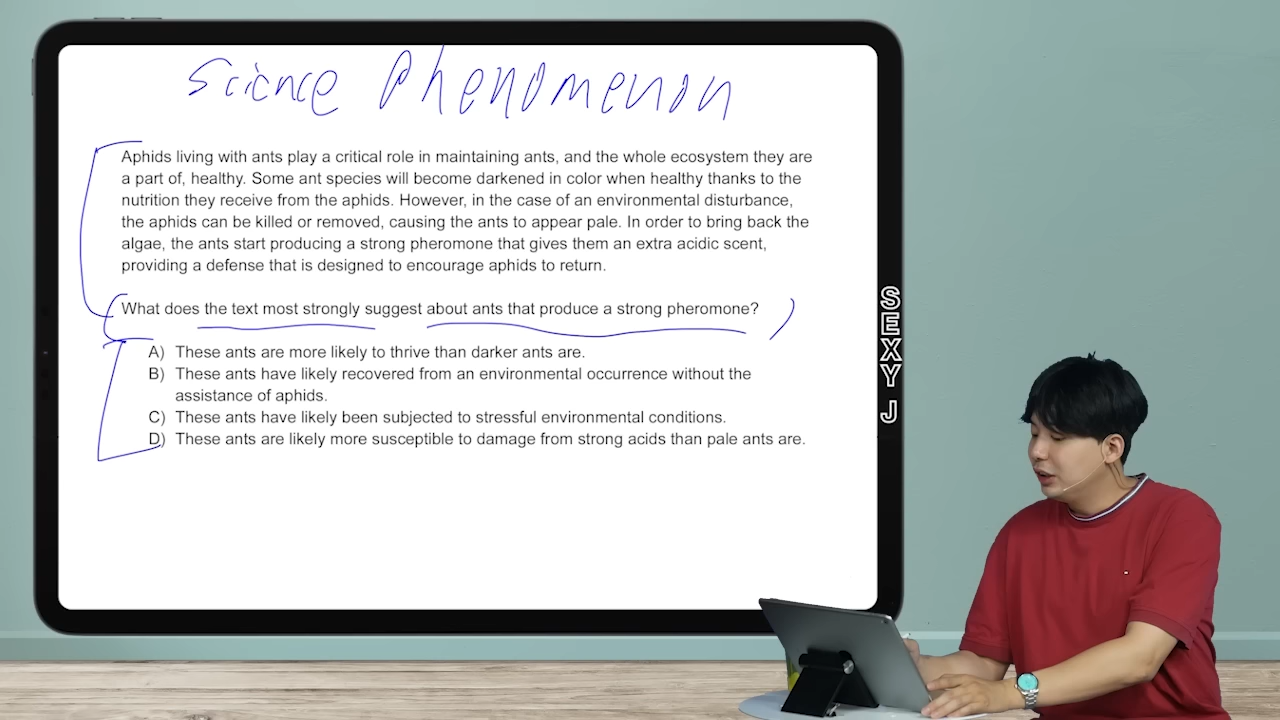 Science Phenomenon
Aphids living with ants play a critical role in maintaining ants, and the whole ecosystem they are
a part of, healthy. Some ant species will become darkened in color when healthy thanks to the
nutrition they receive from the aphids. However, in the case of an environmental disturbance,
the aphids can be killed or removed, causing the ants to appear pale. In order to bring back the
algae, the ants start producing a strong pheromone that gives them an extra acidic scent,
providing a defense that is designed to encourage aphids to return.
What does the text most strongly suggest about ants that produce a strong pheromone?
A) These ants are more likely to thrive than darker ants are.
B) These ants have likely recovered from an environmental occurrence without the
assistance of aphids.
C) These ants have likely been subjected to stressful environmental conditions.
D) These ants are likely more susceptible to damage from strong acids than pale ants are.
SEXY J